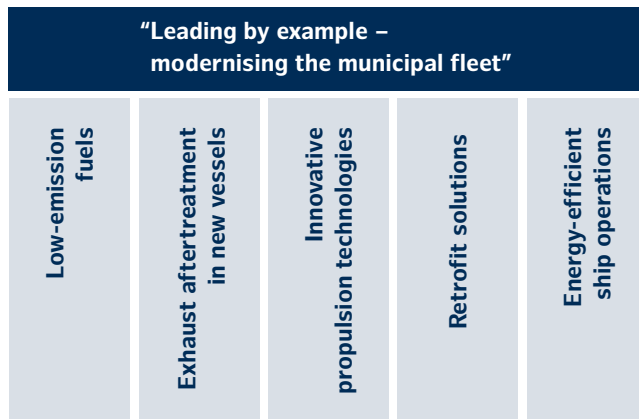 “Leading by example –
modernising the municipal fleet”
Low-emission
fuels
Exhaust aftertreatment
in new vessels
Innovative
propulsion technologies
Retrofit solutions
Energy-efficient
ship operations